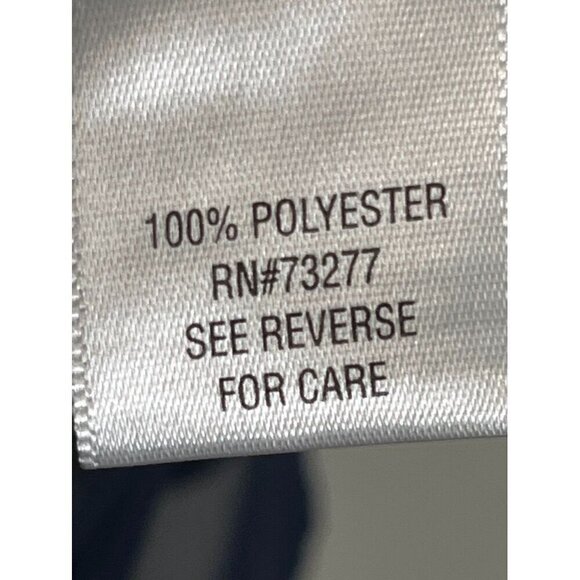 100% POLYESTER
RN#73277
SEE REVERSE
FOR CARE